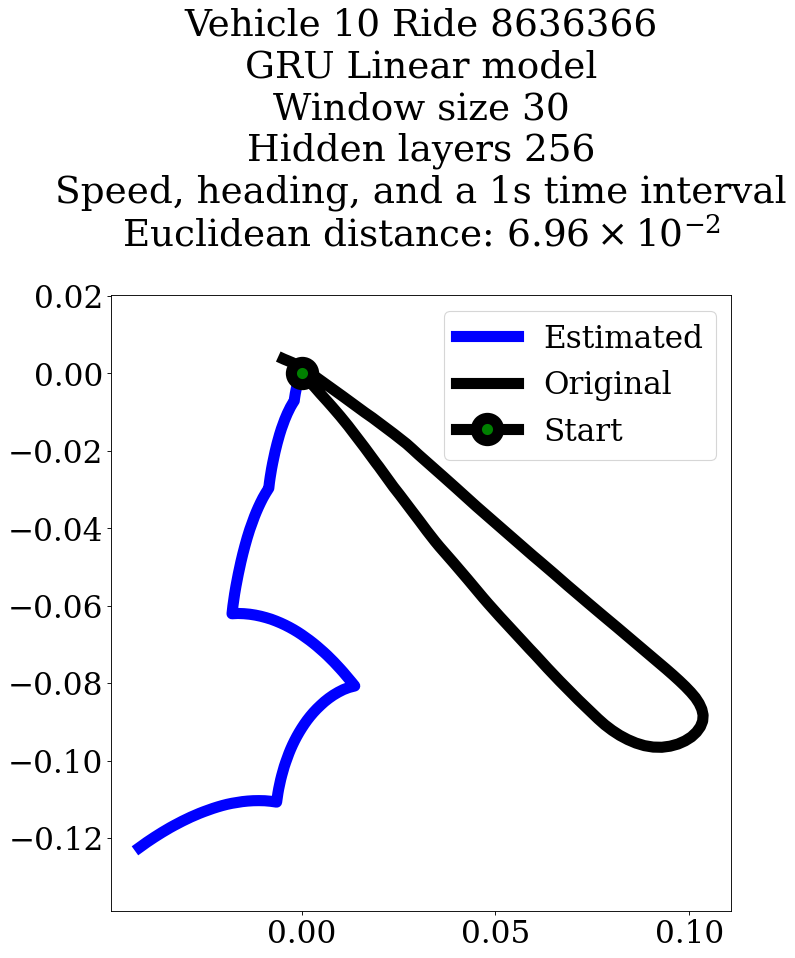 Vehicle 10 Ride 8636366
GRU Linear model
Window size 30
Hidden layers 256
Speed, heading, and a 1s time interval
Euclidean distance: 6.96 × 10⁻²
0.02
0.00
−0.02
−0.04
−0.06
−0.08
−0.10
−0.12
Estimated
Original
Start
0.00 0.05 0.10